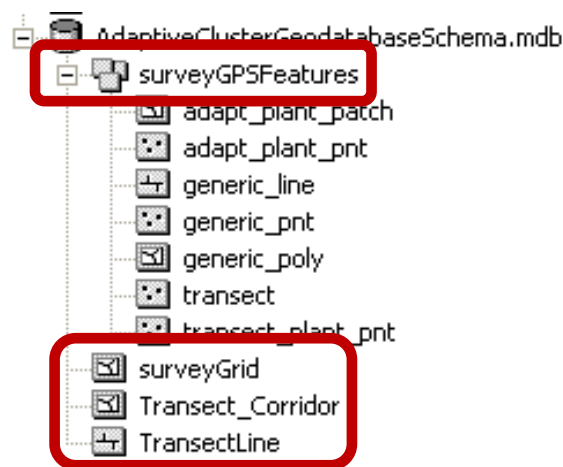 AdaptiveClusterGeodatabaseSchema.mdb
surveyGPSFeatures
adapt_plant_patch
adapt_plant_pnt
generic_line
generic_pnt
generic_poly
transect
transect_plant_pnt
surveyGrid
Transect_Corridor
TransectLine